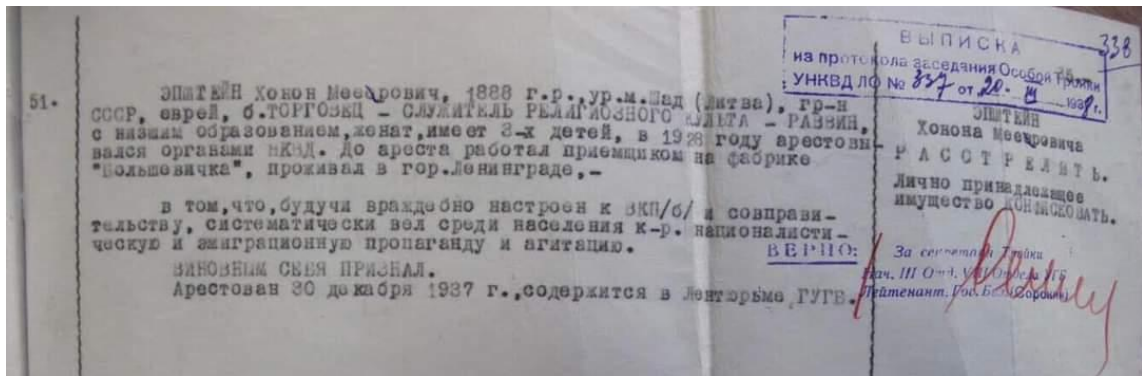 338
ВЫПИСКА
из протокола заседания Особой Тройки
УНКВД ЛО № 337 от 20. III 1938 г.
51.
ЭПШТЕЙН Хонон Меерович, 1888 г.р., ур.м.Шад (Литва), гр-н
СССР, еврей, б.ТОРГОВЕЦ - СЛУЖИТЕЛЬ РЕЛИГИОЗНОГО КУЛЬТА - РАВВИН,
с низшим образованием, женат, имеет 3-х детей, в 1928 году арестовы-
вался органами НКВД. До ареста работал приемщиком на фабрике
"Большевичка", проживал в гор.Ленинграде,-
в том, что, будучи враждебно настроен к ВКП/б/ и совправи-
тельству, систематически вел среди населения к-р. националисти-
ческую и эмиграционную пропаганду и агитацию.
ВИНОВНЫМ СЕБЯ ПРИЗНАЛ.
Арестован 30 декабря 1937 г., содержится в Лентюрьме ГУГБ.
ЭПШТЕЙН
Хонона Мееровича
РАССТРЕЛЯТЬ.
Лично принадлежащее
имущество КОНФИСКОВАТЬ.
ВЕРНО:
За секретаря Тройки
Нач. III Отд. Отдела УГБ
Лейтенант Гос. Без. (Сорокин)